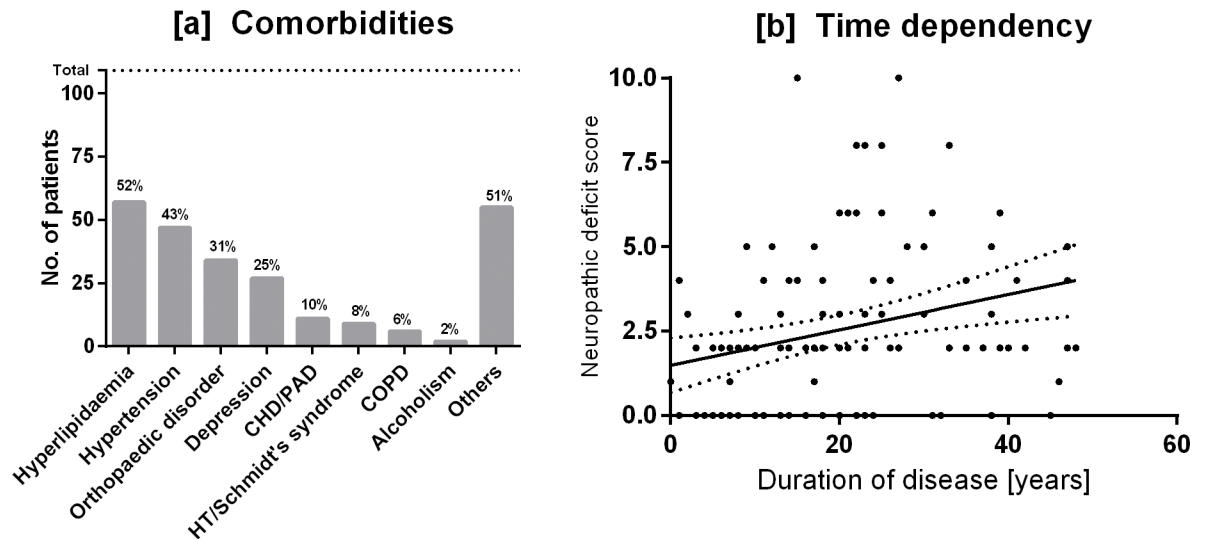 [a] Comorbidities
Total
100
75
50
25
0
No. of patients
52%
43%
31%
25%
10%
8%
6%
2%
51%
Hyperlipidaemia
Hypertension
Orthopaedic disorder
Depression
CHD/PAD
HT/Schmidt's syndrome
COPD
Alcoholism
Others
[b] Time dependency
10.0
7.5
5.0
2.5
0.0
Neuropathic deficit score
0
20
40
60
Duration of disease [years]